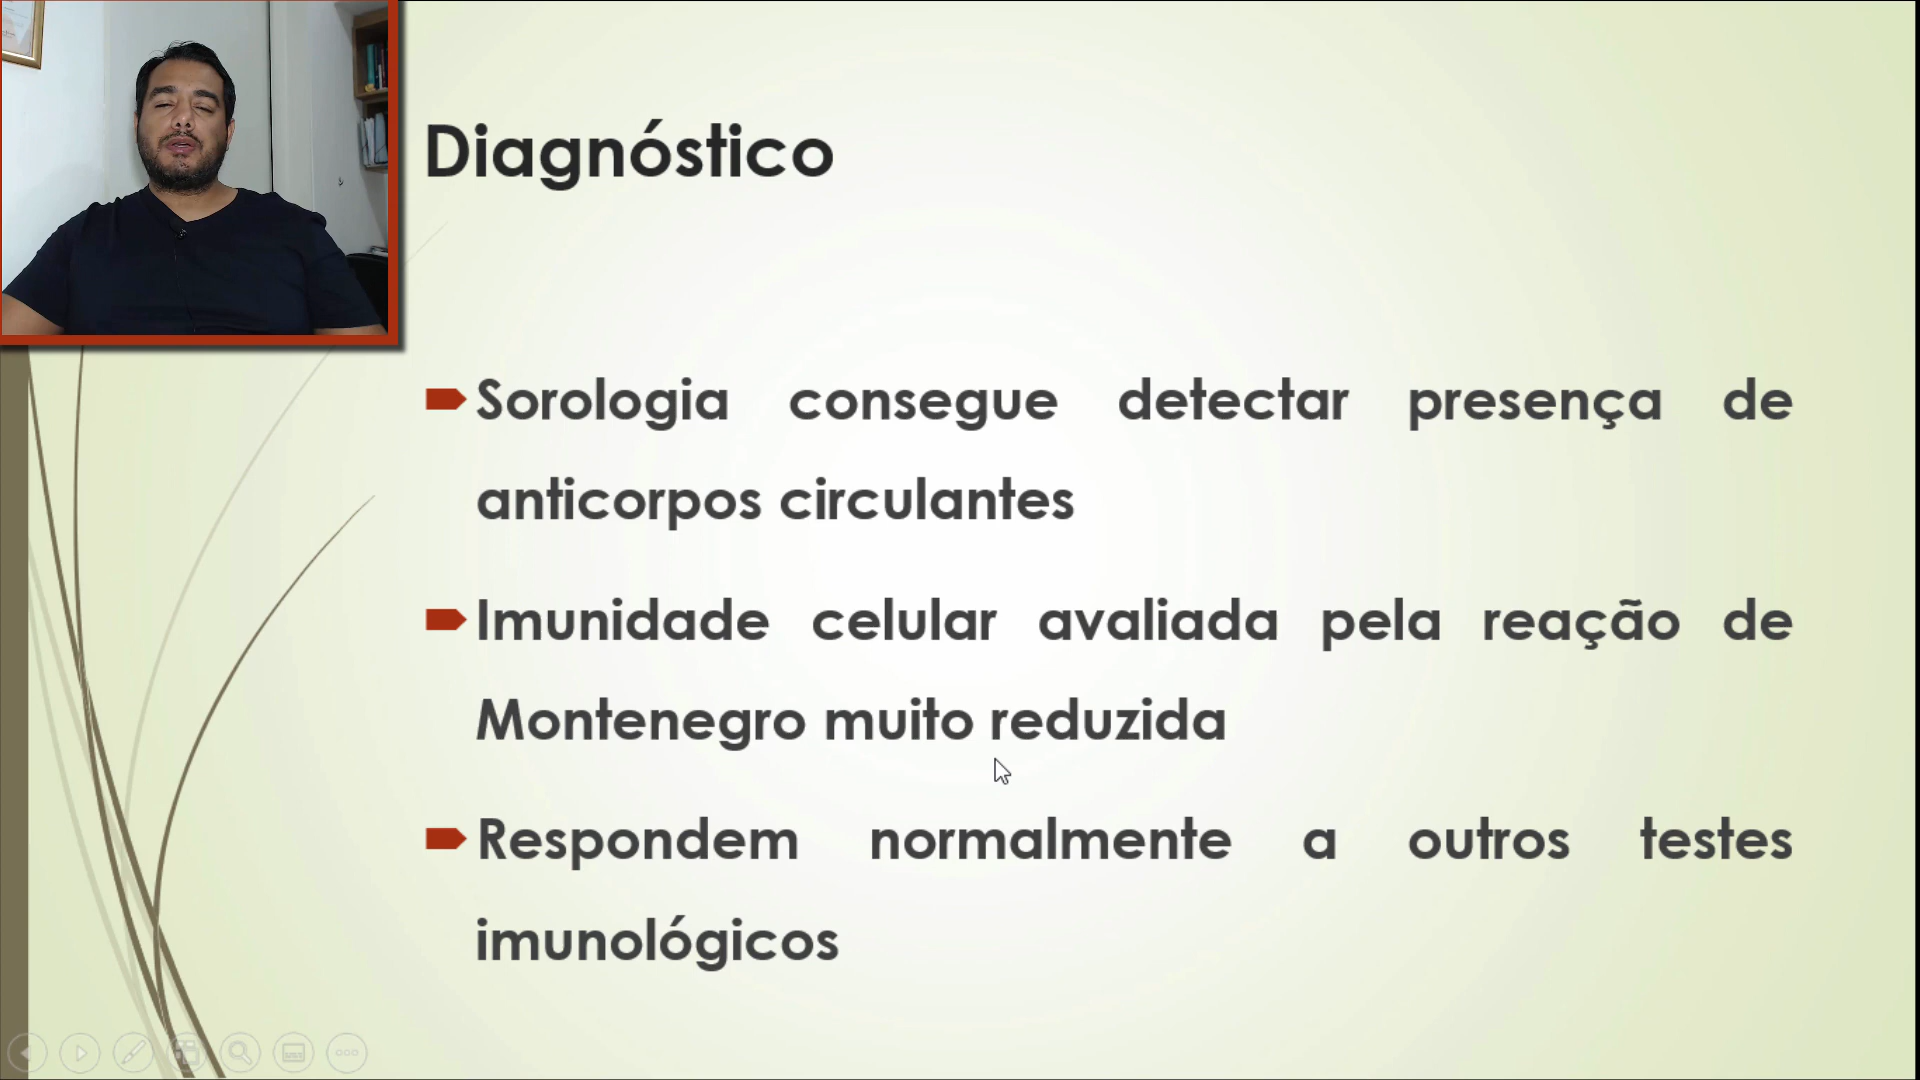 Diagnóstico
Sorologia consegue detectar presença de
anticorpos circulantes
Imunidade celular avaliada pela reação de
Montenegro muito reduzida
Respondem normalmente a outros testes
imunológicos